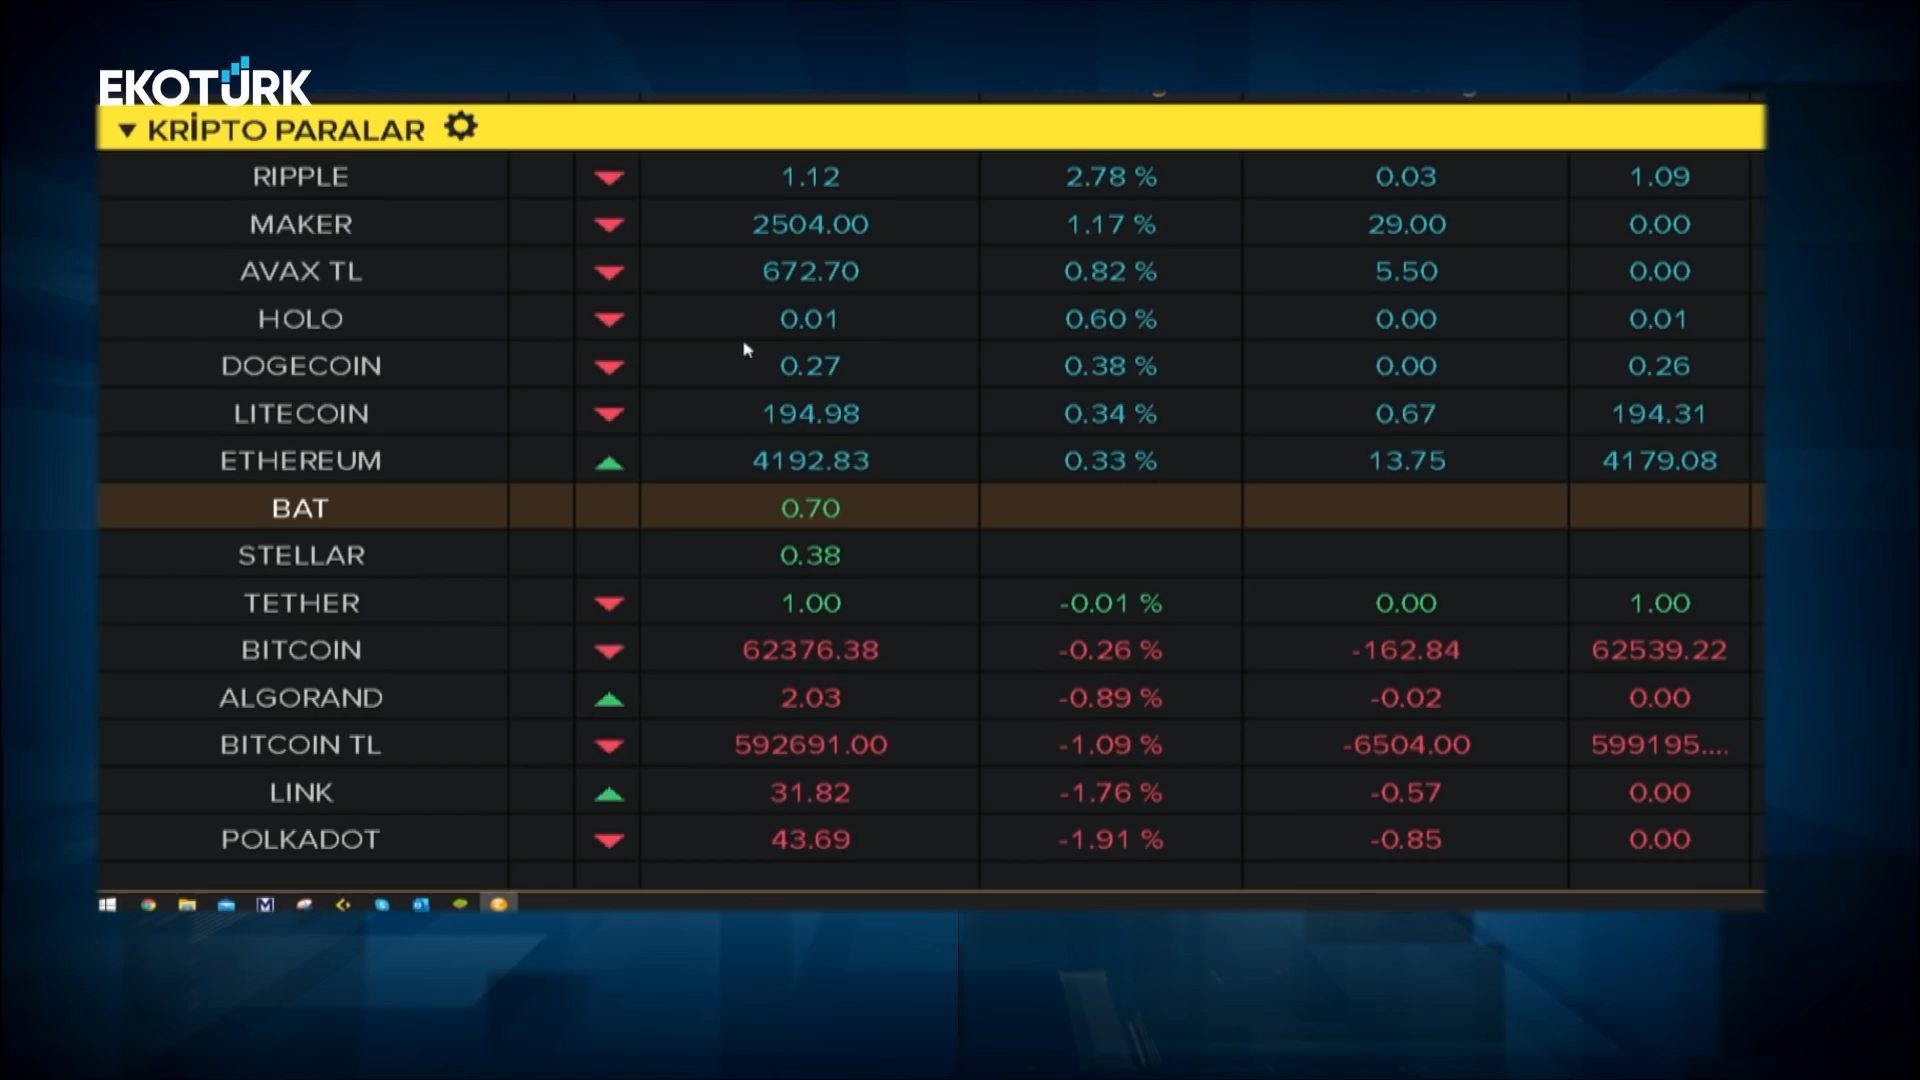 EKOTÜRK
KRİPTO PARALAR
RIPPLE 1.12 2.78 % 0.03 1.09
MAKER 2504.00 1.17 % 29.00 0.00
AVAX TL 672.70 0.82 % 5.50 0.00
HOLO 0.01 0.60 % 0.00 0.01
DOGECOIN 0.27 0.38 % 0.00 0.26
LITECOIN 194.98 0.34 % 0.67 194.31
ETHEREUM 4192.83 0.33 % 13.75 4179.08
BAT 0.70
STELLAR 0.38
TETHER 1.00 -0.01 % 0.00 1.00
BITCOIN 62376.38 -0.26 % -162.84 62539.22
ALGORAND 2.03 -0.89 % -0.02 0.00
BITCOIN TL 592691.00 -1.09 % -6504.00 599195....
LINK 31.82 -1.76 % -0.57 0.00
POLKADOT 43.69 -1.91 % -0.85 0.00